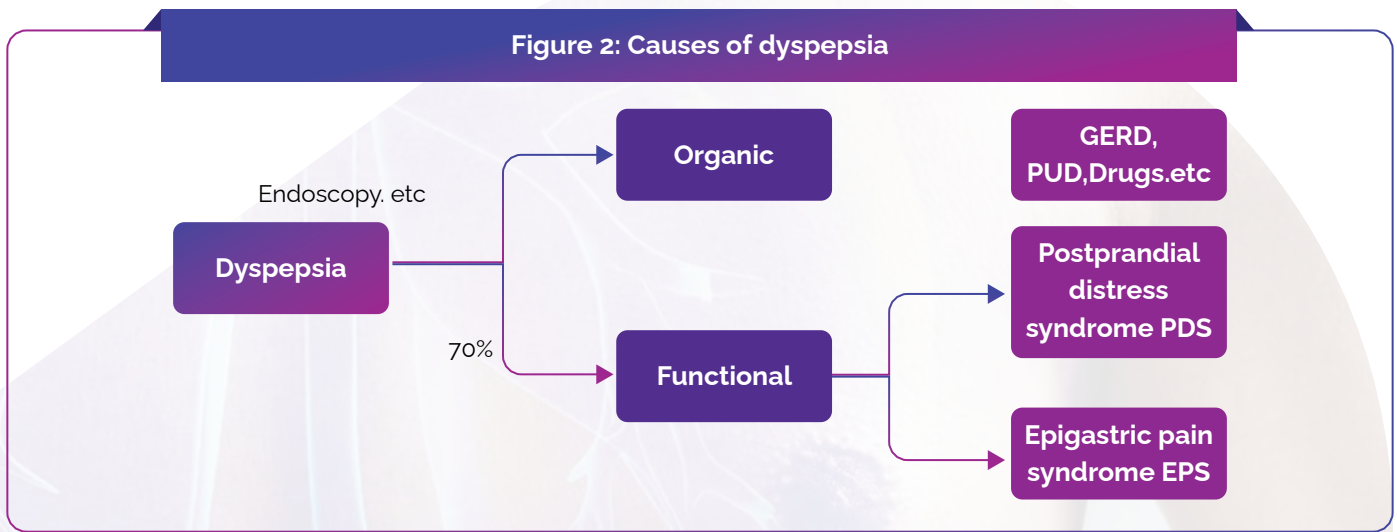 Figure 2: Causes of dyspepsia
Endoscopy. etc
Dyspepsia
70%
Organic
Functional
GERD,
PUD,Drugs.etc
Postprandial
distress
syndrome PDS
Epigastric pain
syndrome EPS